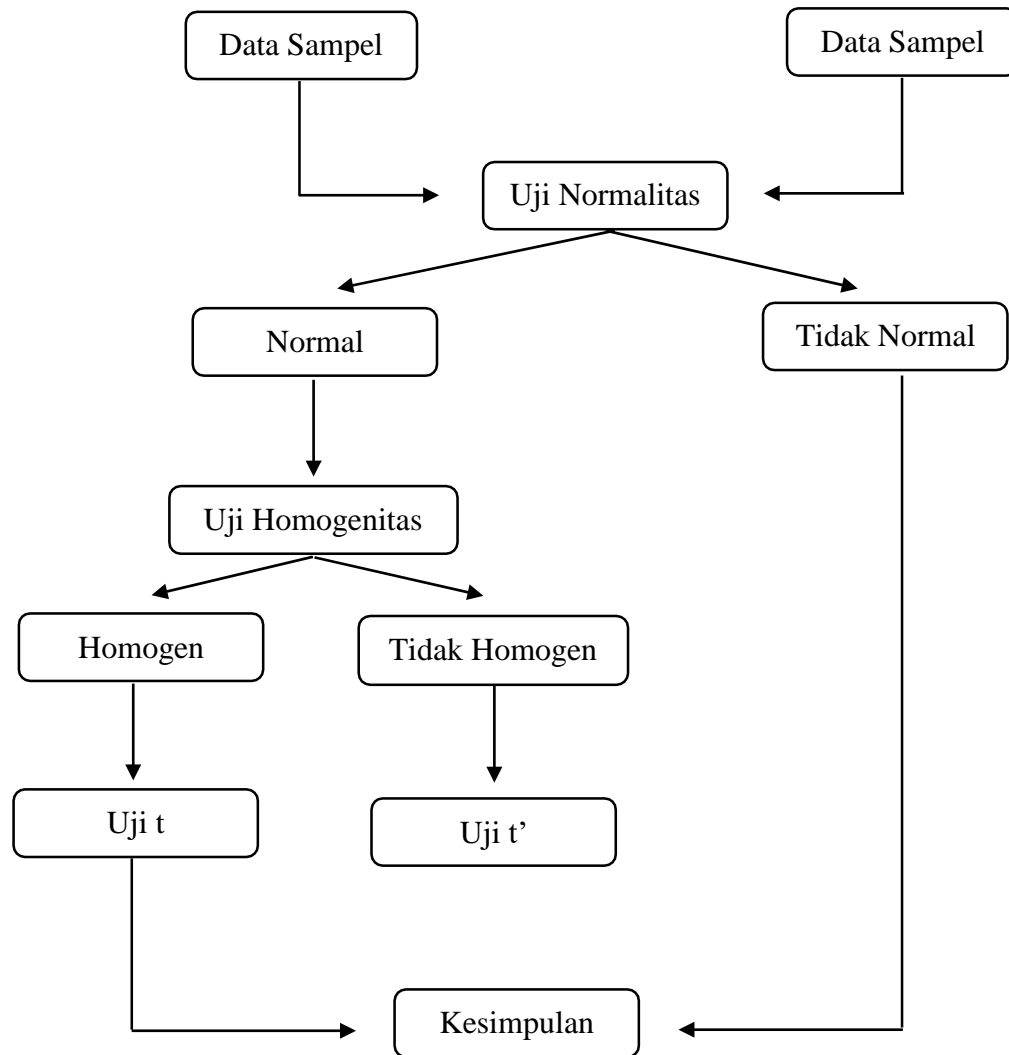 Data Sampel
Data Sampel
Uji Normalitas
Normal
Tidak Normal
Uji Homogenitas
Homogen
Tidak Homogen
Uji t
Uji t’
Kesimpulan